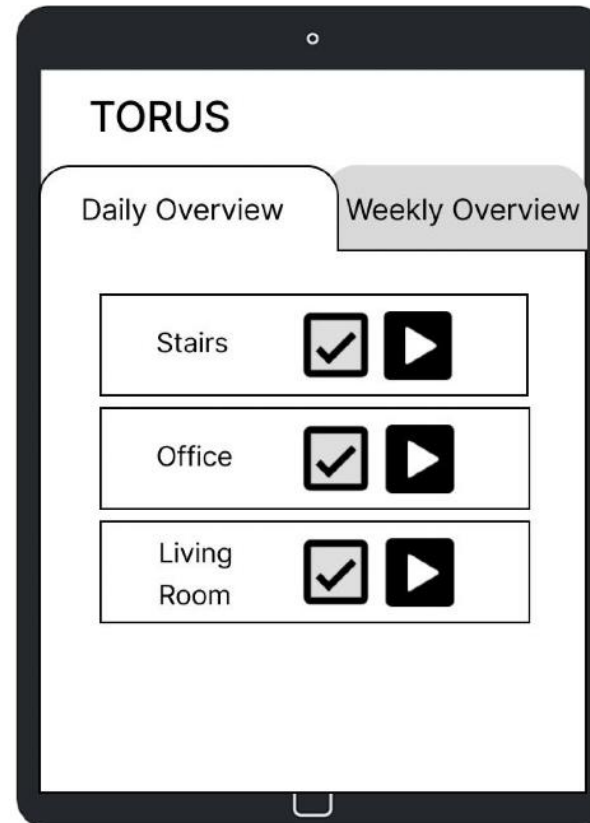 TORUS
Daily Overview
Weekly Overview
Stairs
Office
Living
Room